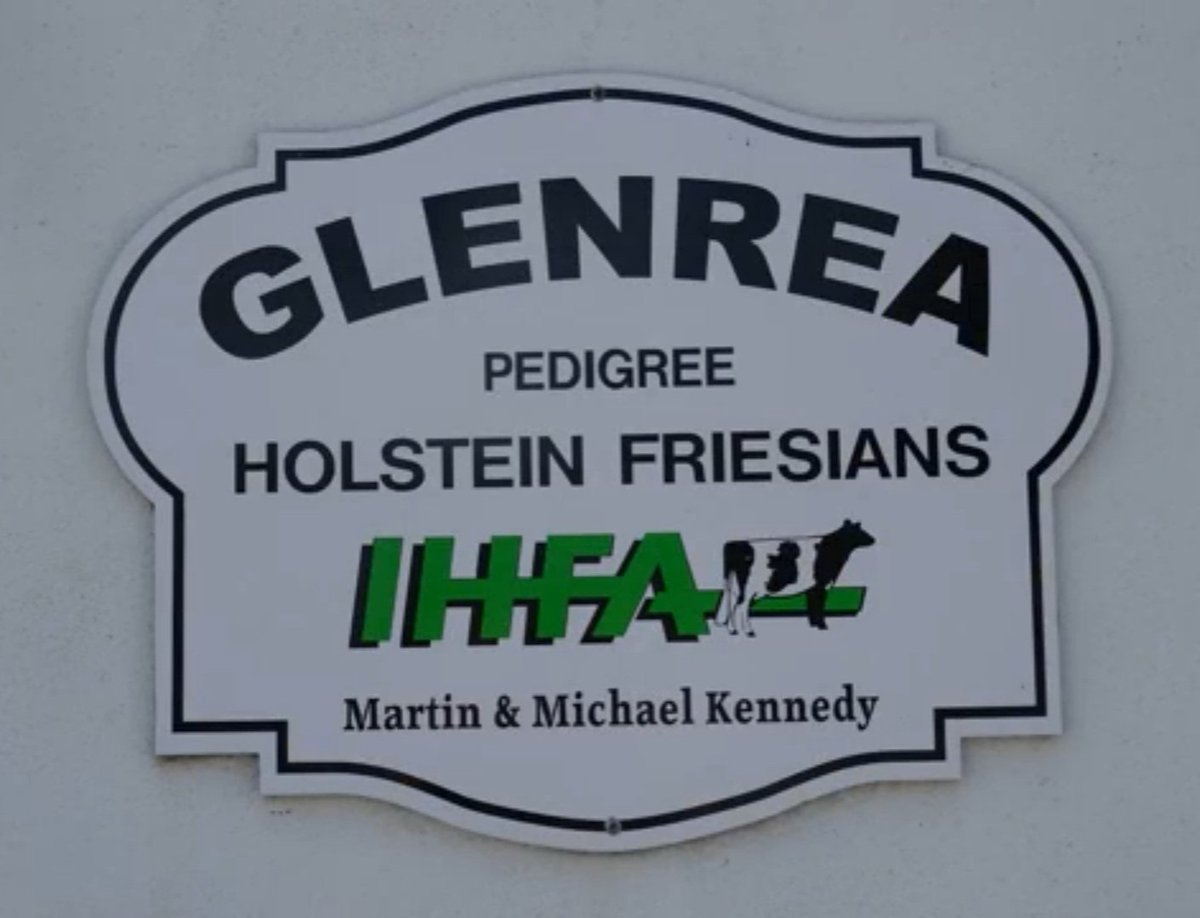 GLENREA
PEDIGREE
HOLSTEIN FRIESIANS
IHFA
Martin & Michael Kennedy